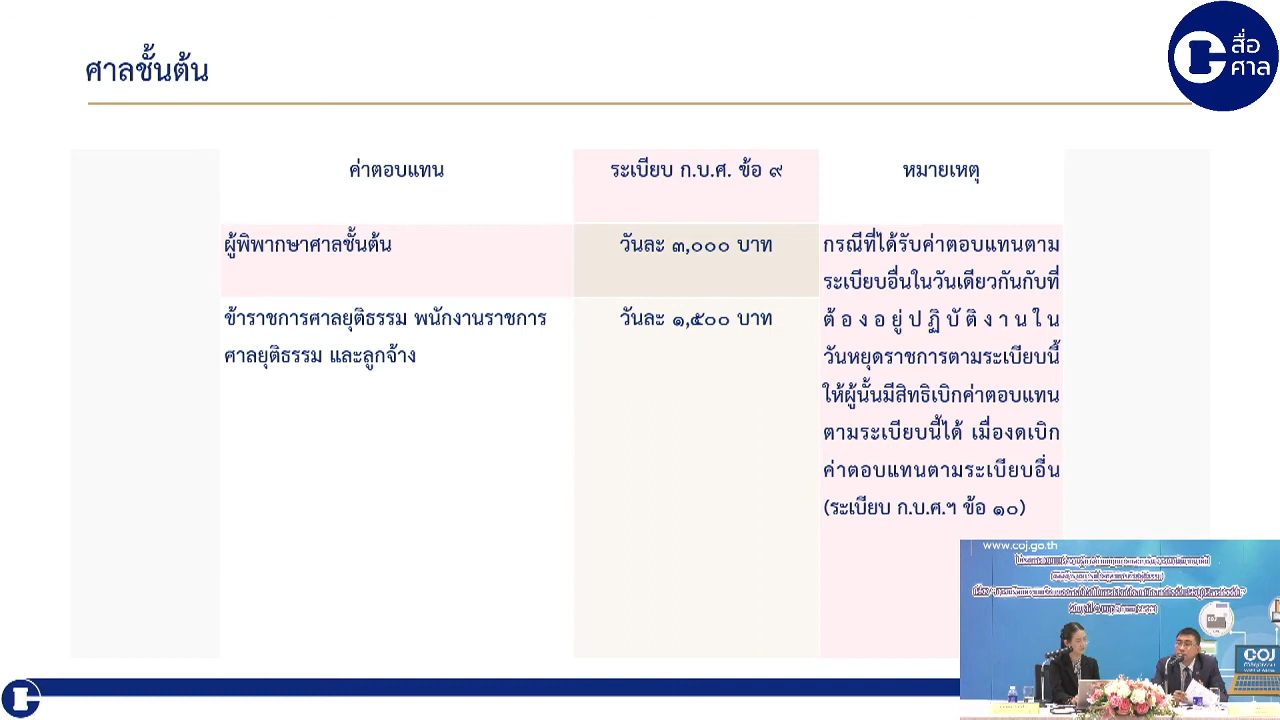 สื่อ
ศาล
ศาลชั้นต้น
ค่าตอบแทน
ระเบียบ ก.บ.ศ. ข้อ ๙
หมายเหตุ
ผู้พิพากษาศาลชั้นต้น
วันละ ๓,๐๐๐ บาท
ข้าราชการศาลยุติธรรม พนักงานราชการ
ศาลยุติธรรม และลูกจ้าง
วันละ ๑,๕๐๐ บาท
กรณีที่ได้รับค่าตอบแทนตาม
ระเบียบอื่นในวันเดียวกันกับที่
ต้องอยู่ปฏิบัติงานใน
วันหยุดราชการตามระเบียบนี้
ให้ผู้นั้นมีสิทธิเบิกค่าตอบแทน
ตามระเบียบนี้ได้ เมื่องดเบิก
ค่าตอบแทนตามระเบียบอื่น
(ระเบียบ ก.บ.ศ.ฯ ข้อ ๑๐)
www.coj.go.th
COJ